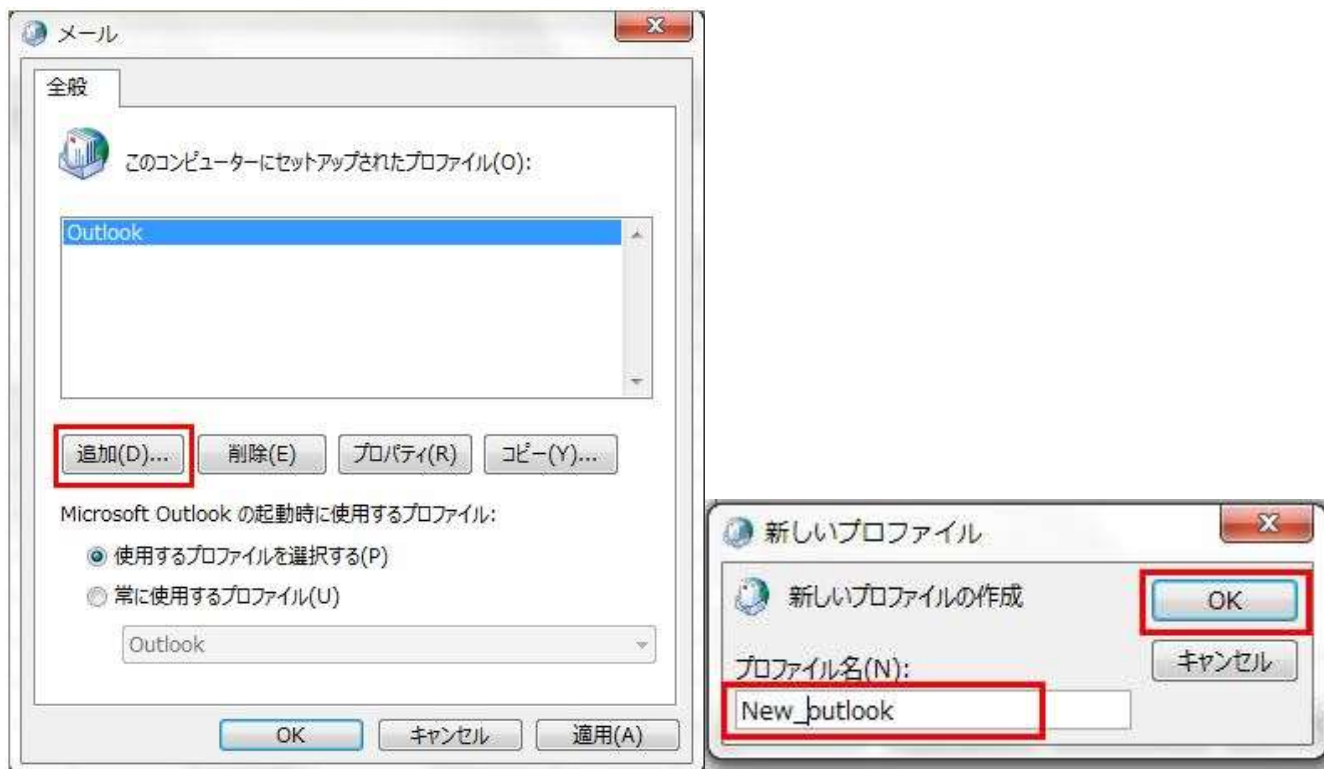 メール
全般
このコンピューターにセットアップされたプロファイル(O):
Outlook
追加(D)... 削除(E) プロパティ(R) コピー(Y)...
Microsoft Outlook の起動時に使用するプロファイル:
使用するプロファイルを選択する(P)
常に使用するプロファイル(U)
Outlook
OK キャンセル 適用(A)
新しいプロファイル
新しいプロファイルの作成
OK
キャンセル
プロファイル名(N):
New_outlook